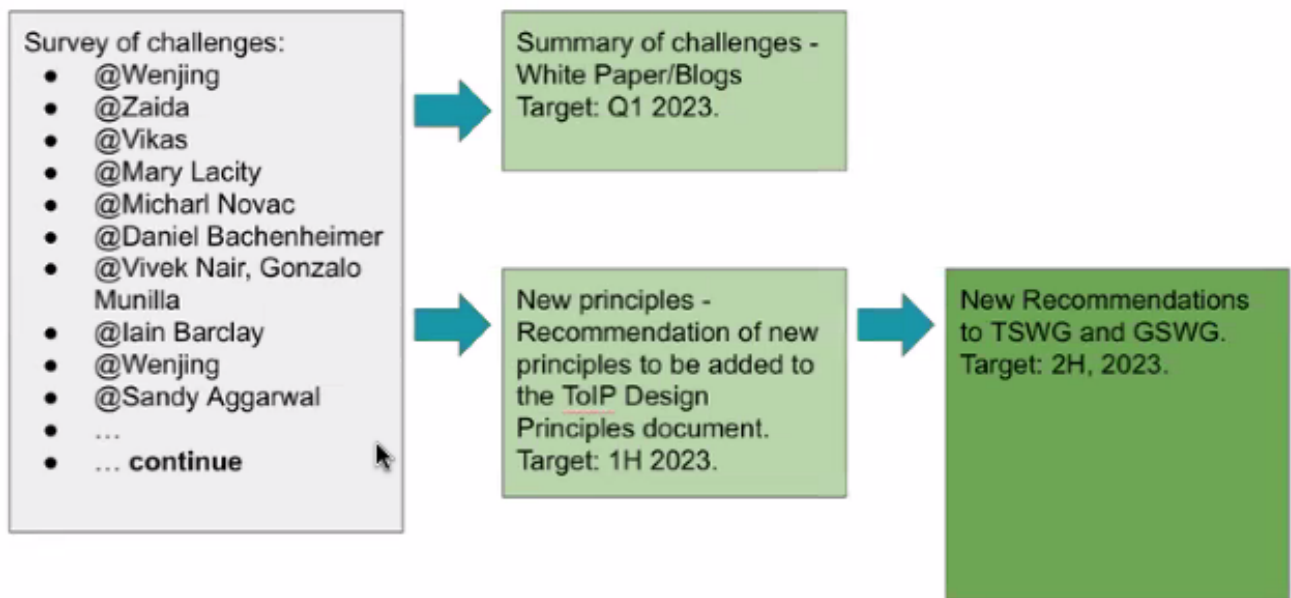 Survey of challenges:
● @Wenjing
● @Zaida
● @Vikas
● @Mary Lacity
● @Micharl Novac
● @Daniel Bachenheimer
● @Vivek Nair, Gonzalo
Munilla
● @Iain Barclay
● @Wenjing
● @Sandy Aggarwal
● ...
● ... continue
Summary of challenges -
White Paper/Blogs
Target: Q1 2023.
New principles -
Recommendation of new
principles to be added to
the ToIP Design
Principles document.
Target: 1H 2023.
New Recommendations
to TSWG and GSWG.
Target: 2H, 2023.